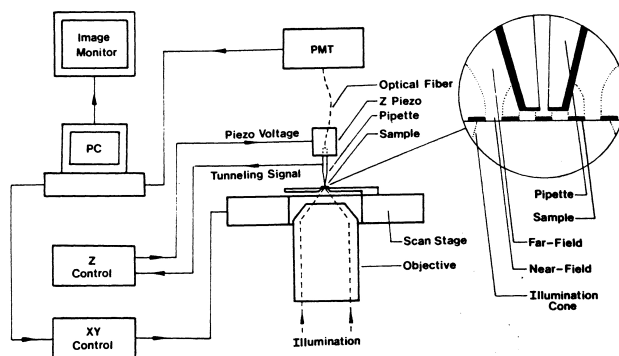 Image
Monitor
PMT
Optical Fiber
Z Piezo
Pipette
Sample
PC
Piezo Voltage
Tunneling Signal
Scan Stage
Objective
Z
Control
XY
Control
Illumination
Pipette
Sample
Far-Field
Near-Field
Illumination
Cone